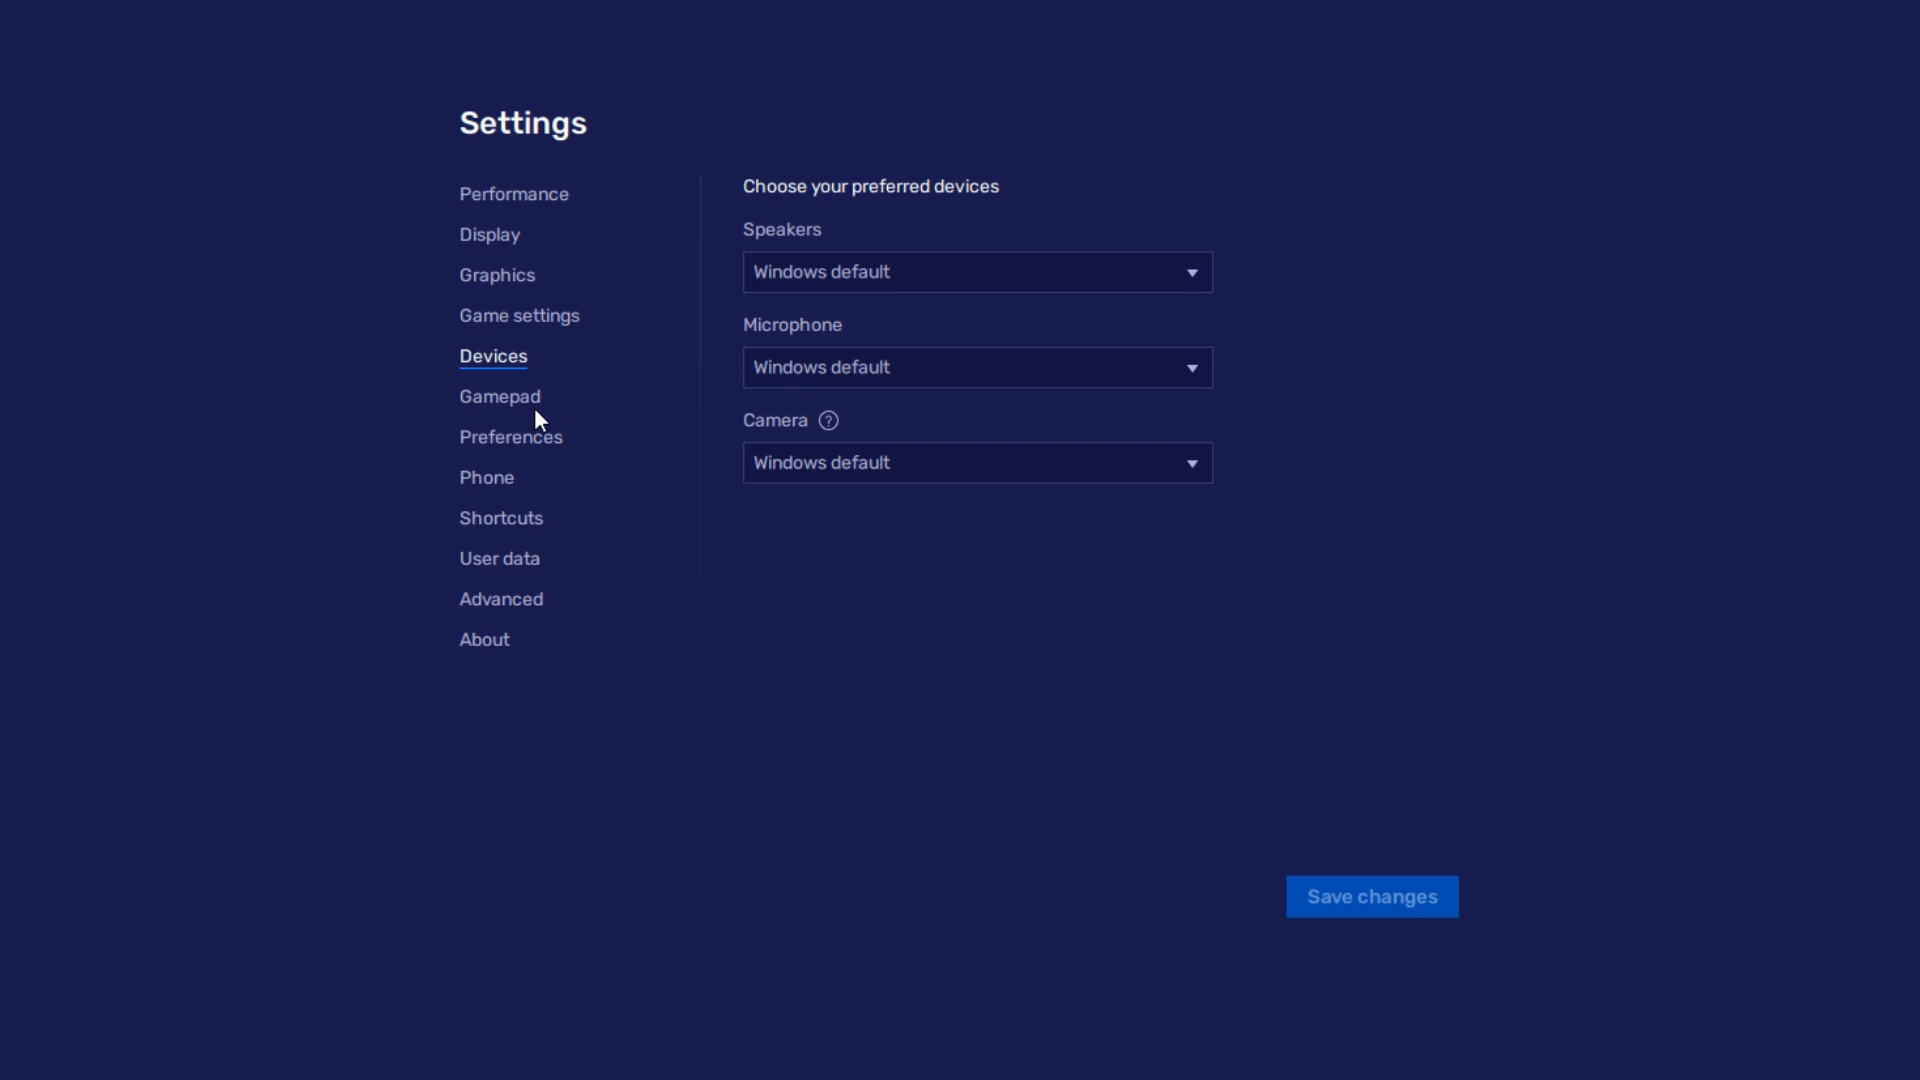 Settings
Performance
Display
Graphics
Game settings
Devices
Gamepad
Preferences
Phone
Shortcuts
User data
Advanced
About
Choose your preferred devices
Speakers
Windows default
Microphone
Windows default
Camera ?
Windows default
Save changes